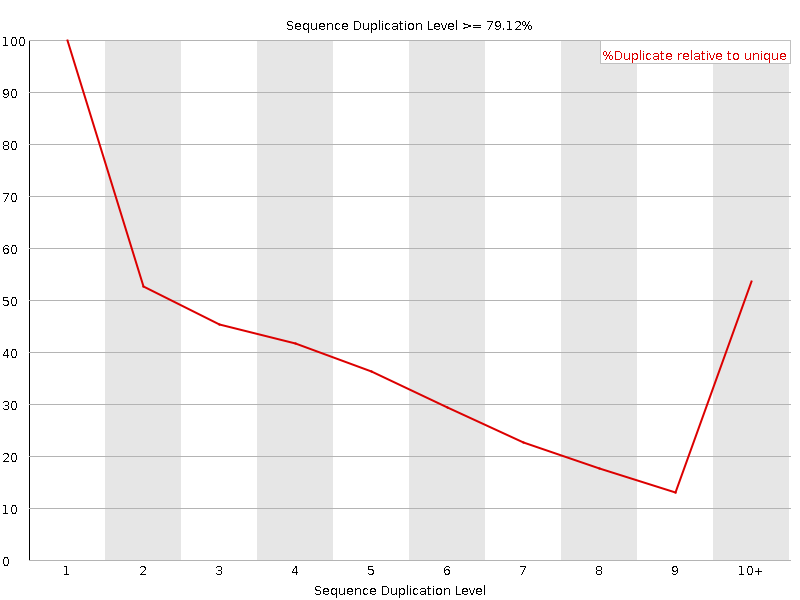 Sequence Duplication Level >= 79.12%
%Duplicate relative to unique
100
90
80
70
60
50
40
30
20
10
0
1 2 3 4 5 6 7 8 9 10+
Sequence Duplication Level